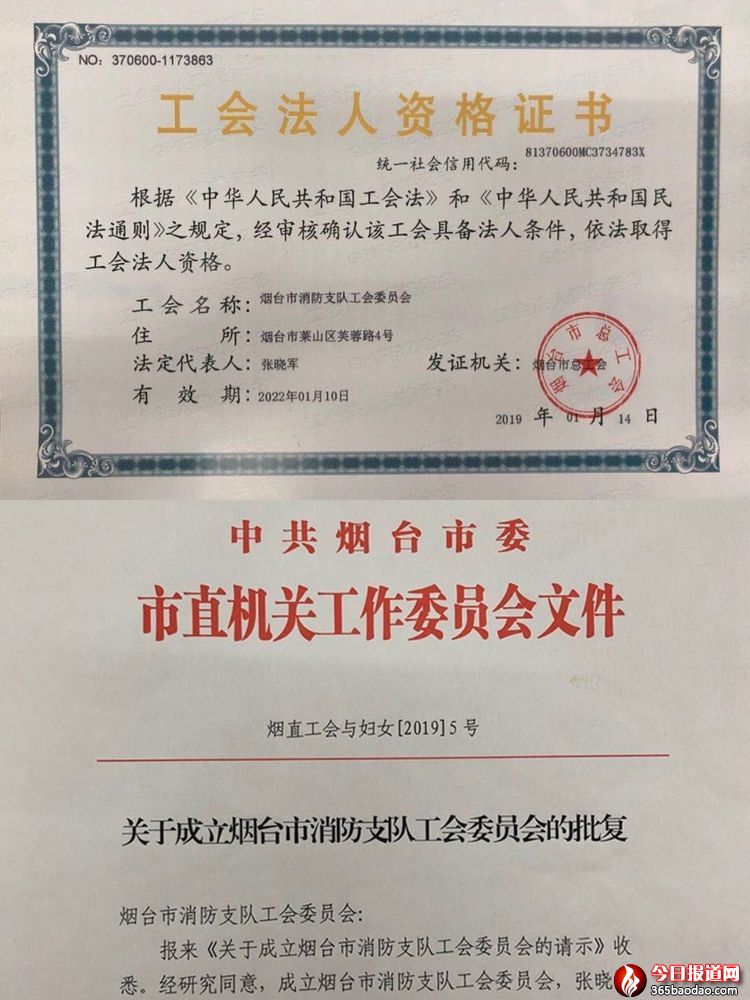 NO: 370600-1173863
工会法人资格证书
统一社会信用代码: 81370600MC3734783X
根据《中华人民共和国工会法》和《中华人民共和国民
法通则》之规定,经审核确认该工会具备法人条件,依法取得
工会法人资格。
工会名称: 烟台市消防支队工会委员会
住所: 烟台市莱山区芙蓉路4号
法定代表人: 张晓军 发证机关: 烟台市总工会
有效期: 2022年01月10日
2019 年 01 月 14 日
烟台市总工会
中共烟台市委
市直机关工作委员会文件
烟直工会与妇女[2019]5号
关于成立烟台市消防支队工会委员会的批复
烟台市消防支队工会委员会:
报来《关于成立烟台市消防支队工会委员会的请示》收
悉。经研究同意,成立烟台市消防支队工会委员会,张晓
今日报道网
365baodao.com